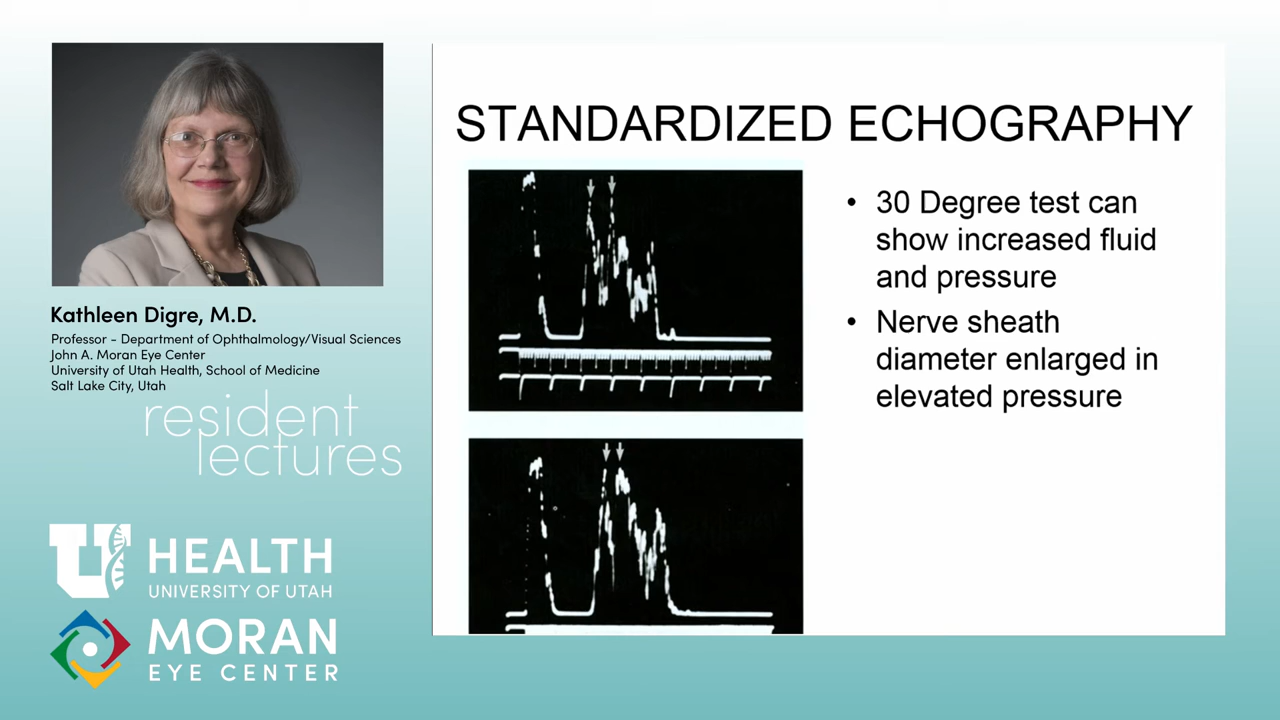 Kathleen Digre, M.D.
Professor - Department of Ophthalmology/Visual Sciences
John A. Moran Eye Center
University of Utah Health, School of Medicine
Salt Lake City, Utah
resident
lectures
U HEALTH
UNIVERSITY OF UTAH
MORAN
EYE CENTER
STANDARDIZED ECHOGRAPHY
• 30 Degree test can
show increased fluid
and pressure
• Nerve sheath
diameter enlarged in
elevated pressure